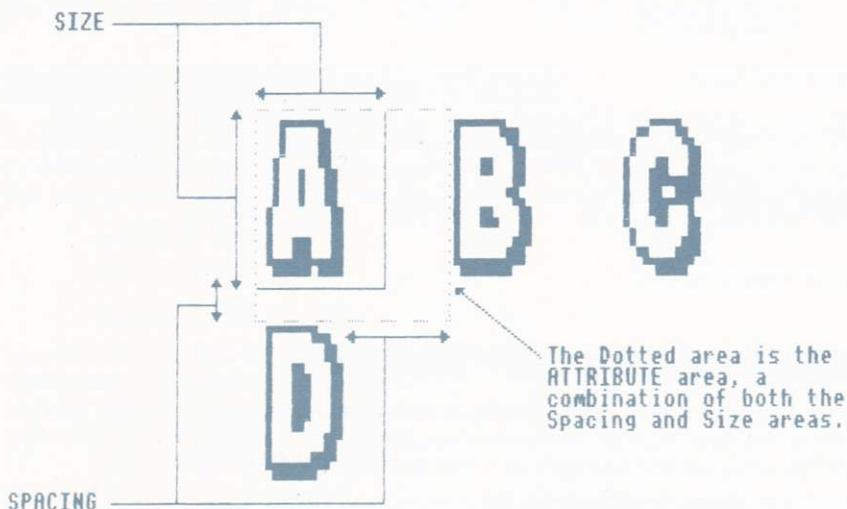 SIZE
A B C
D
The Dotted area is the
ATTRIBUTE area, a
combination of both the
Spacing and Size areas.
SPACING